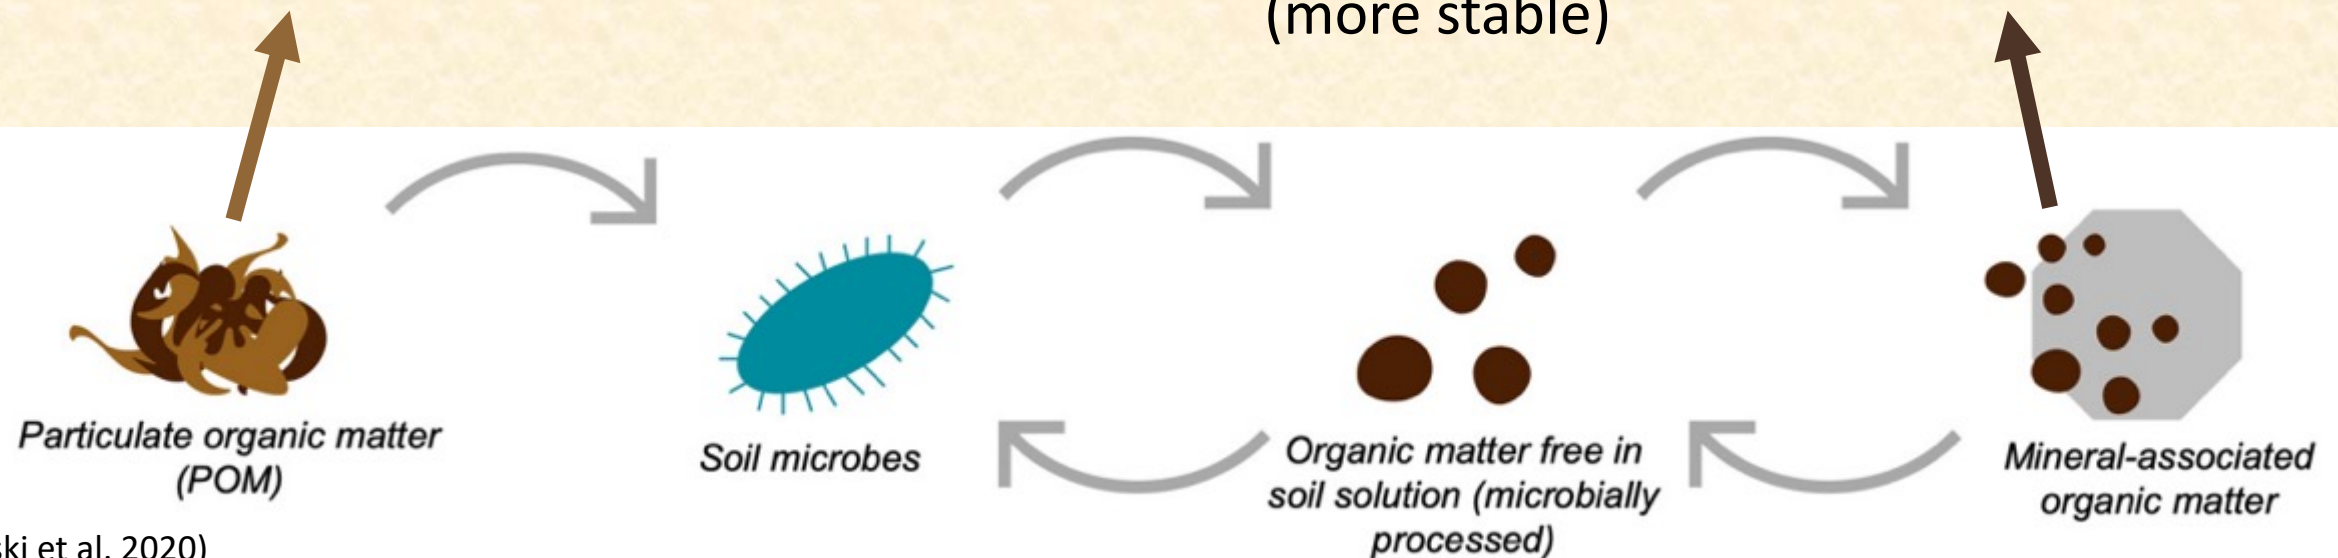 (more stable)
Particulate organic matter
(POM)
Soil microbes
Organic matter free in
soil solution (microbially
processed)
Mineral-associated
organic matter
et al. 2020)